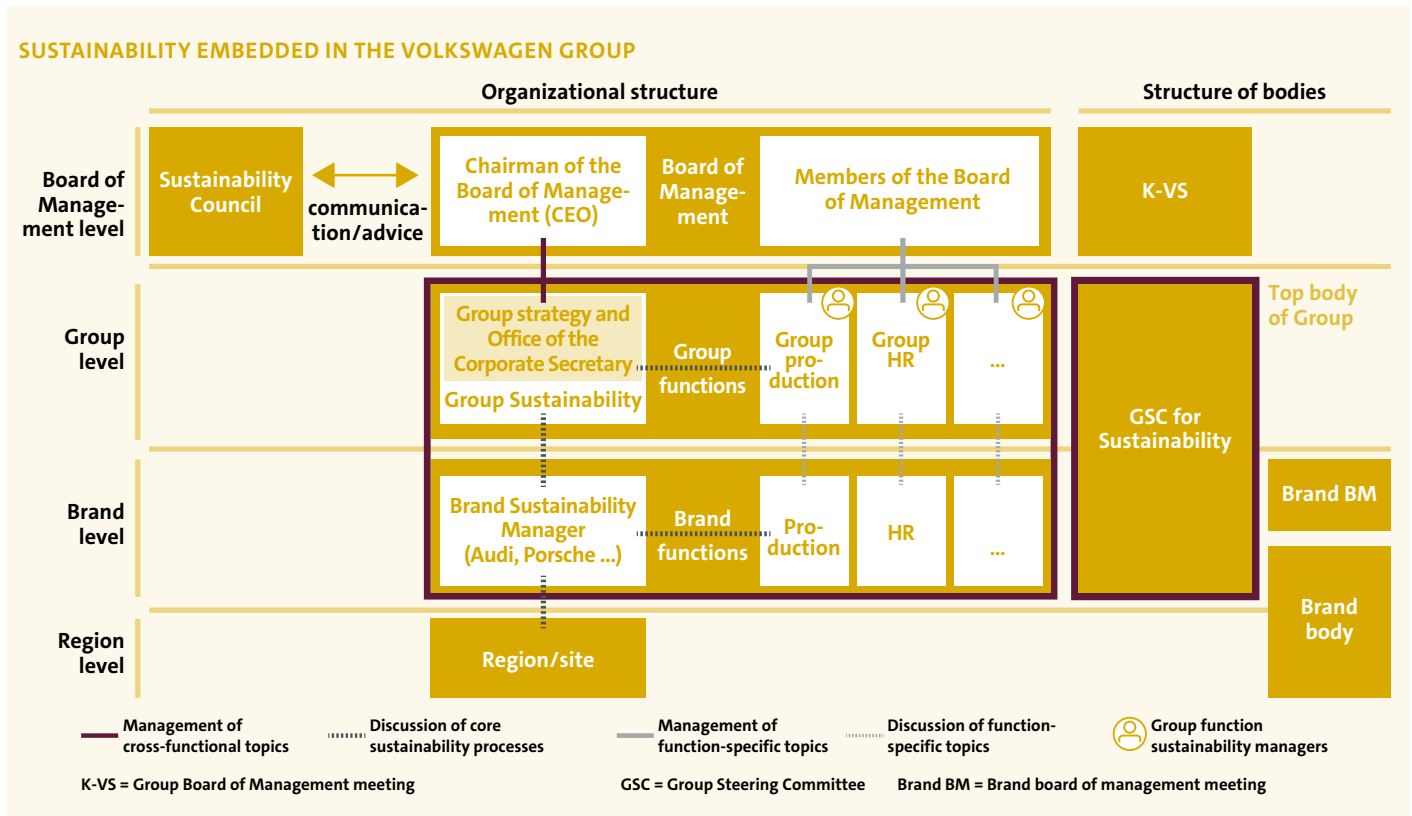 SUSTAINABILITY EMBEDDED IN THE VOLKSWAGEN GROUP
Organizational structure
Structure of bodies
Board of
Manage-
ment level
Sustainability
Council
communica-
tion/advice
Chairman of the
Board of Manage-
ment (CEO)
Board of
Manage-
ment
Members of the Board
of Management
K-VS
Group
level
Group strategy and
Office of the
Corporate Secretary
Group Sustainability
Group
functions
Group
pro-
duction
Group
HR
...
GSC for
Sustainability
Top body
of Group
Brand
level
Brand Sustainability
Manager
(Audi, Porsche ...)
Brand
functions
Pro-
duction
HR
...
Brand BM
Brand
body
Region
level
Region/site
Management of
cross-functional topics
Discussion of core
sustainability processes
Management of
function-specific topics
Discussion of function-
specific topics
Group function
sustainability managers
K-VS = Group Board of Management meeting
GSC = Group Steering Committee
Brand BM = Brand board of management meeting